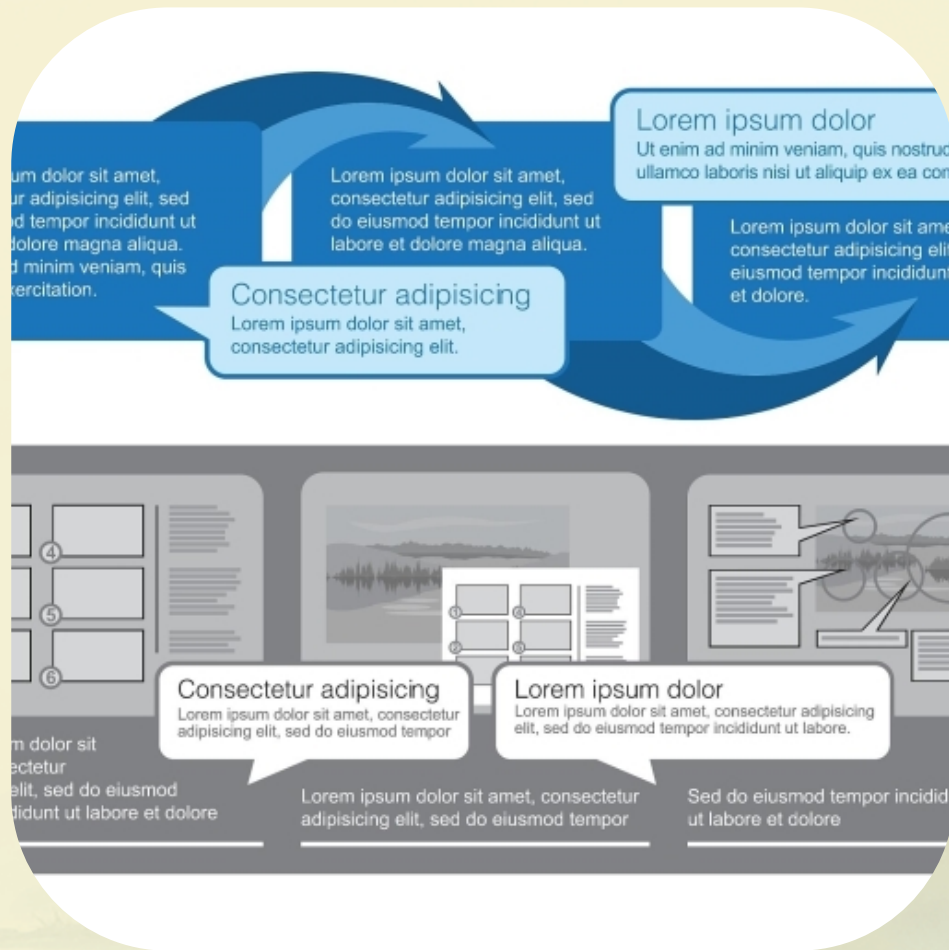 um dolor sit amet,
ur adipisicing elit, sed
d tempor incididunt ut
dolore magna aliqua.
d minim veniam, quis
xercitation.
Lorem ipsum dolor sit amet,
consectetur adipisicing elit, sed
do eiusmod tempor incididunt ut
labore et dolore magna aliqua.
Lorem ipsum dolor
Ut enim ad minim veniam, quis nostrud
ullamco laboris nisi ut aliquip ex ea com
Lorem ipsum dolor sit ame
consectetur adipisicing elit
eiusmod tempor incididunt
et dolore.
Consectetur adipisicing
Lorem ipsum dolor sit amet,
consectetur adipisicing elit.
4
5
6
1
4
2
5
Consectetur adipisicing
Lorem ipsum dolor sit amet, consectetur
adipisicing elit, sed do eiusmod tempor
Lorem ipsum dolor
Lorem ipsum dolor sit amet, consectetur adipisicing
elit, sed do eiusmod tempor incididunt ut labore.
m dolor sit
ectetur
elit, sed do eiusmod
didunt ut labore et dolore
Lorem ipsum dolor sit amet, consectetur
adipisicing elit, sed do eiusmod tempor
Sed do eiusmod tempor incidid
ut labore et dolore